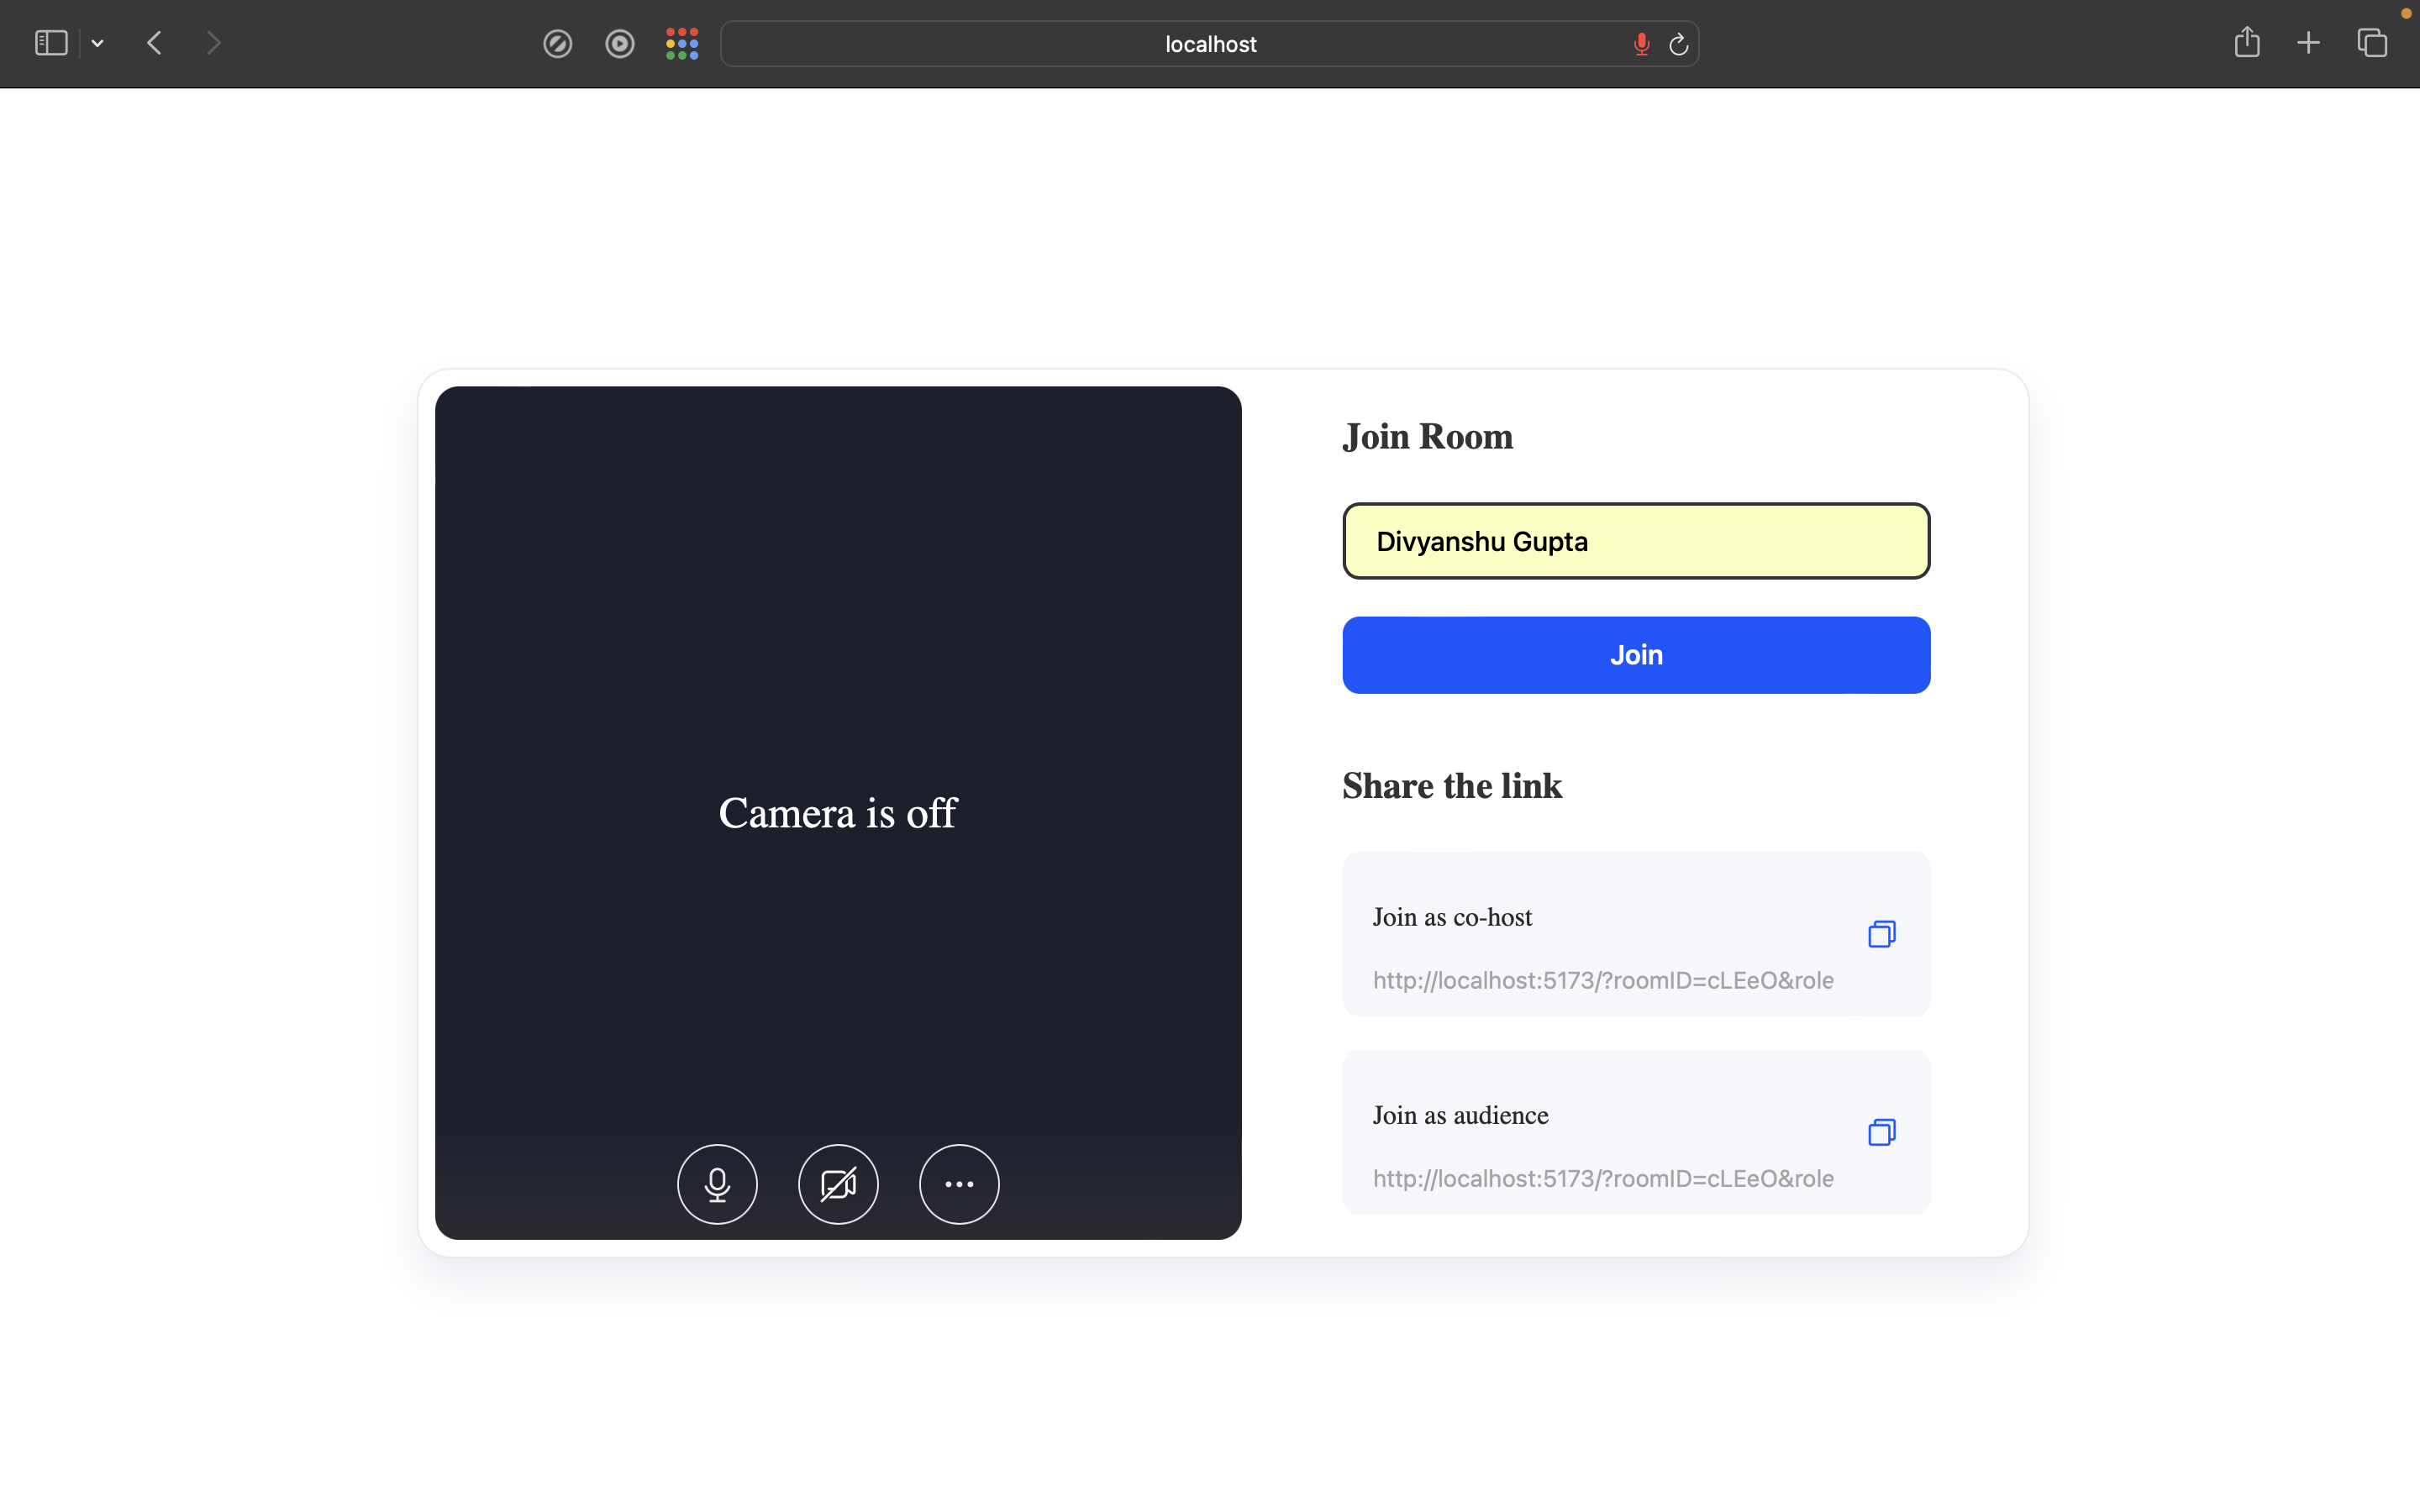 localhost
Camera is off
Join Room
Divyanshu Gupta
Join
Share the link
Join as co-host
http://localhost:5173/?roomID=cLEeO&role
Join as audience
http://localhost:5173/?roomID=cLEeO&role